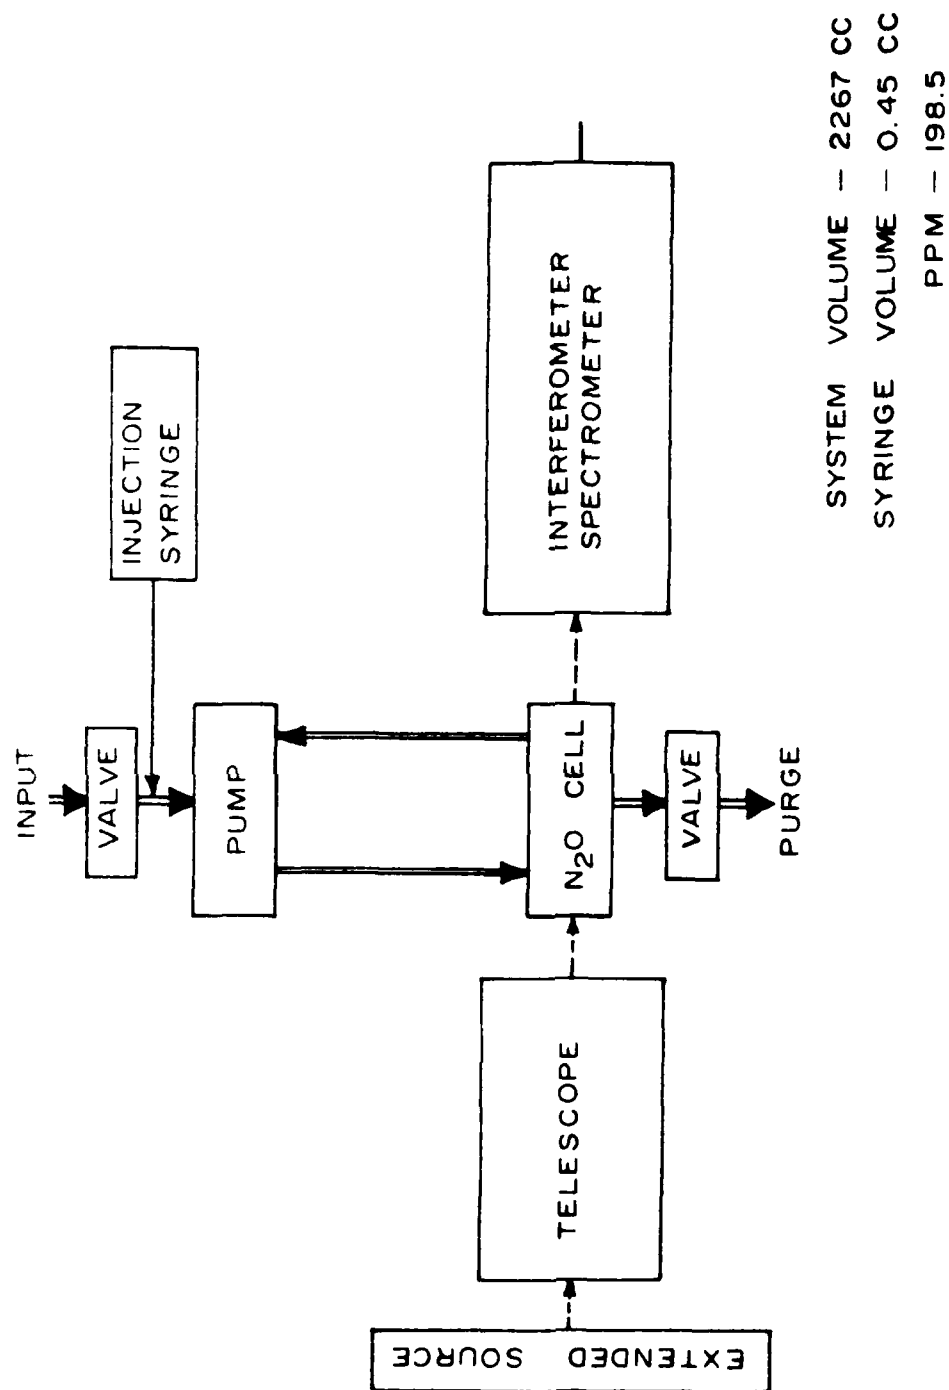 INPUT
VALVE
INJECTION
SYRINGE
PUMP
EXTENDED
SOURCE
TELESCOPE
N₂O CELL
INTERFEROMETER
SPECTROMETER
VALVE
PURGE
SYSTEM VOLUME — 2267 CC
SYRINGE VOLUME — 0.45 CC
PPM — 198.5